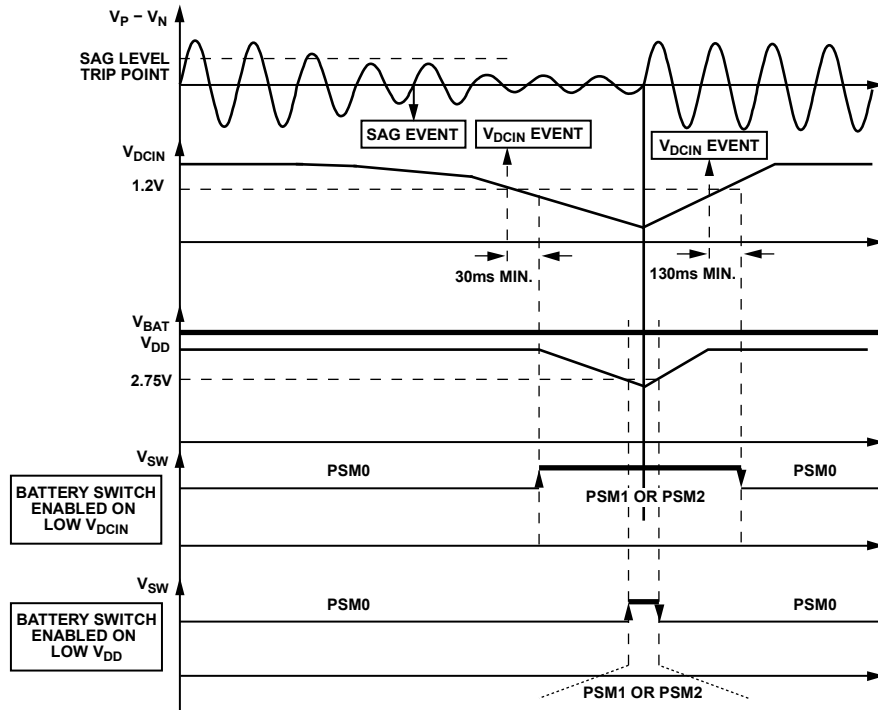 VP − VN
SAG LEVEL
TRIP POINT
SAG EVENT
VDCIN EVENT
VDCIN EVENT
VDCIN
1.2V
30ms MIN.
130ms MIN.
VBAT
VDD
2.75V
VSW
PSM0
PSM0
BATTERY SWITCH
ENABLED ON
LOW VDCIN
PSM1 OR PSM2
VSW
PSM0
PSM0
BATTERY SWITCH
ENABLED ON
LOW VDD
PSM1 OR PSM2